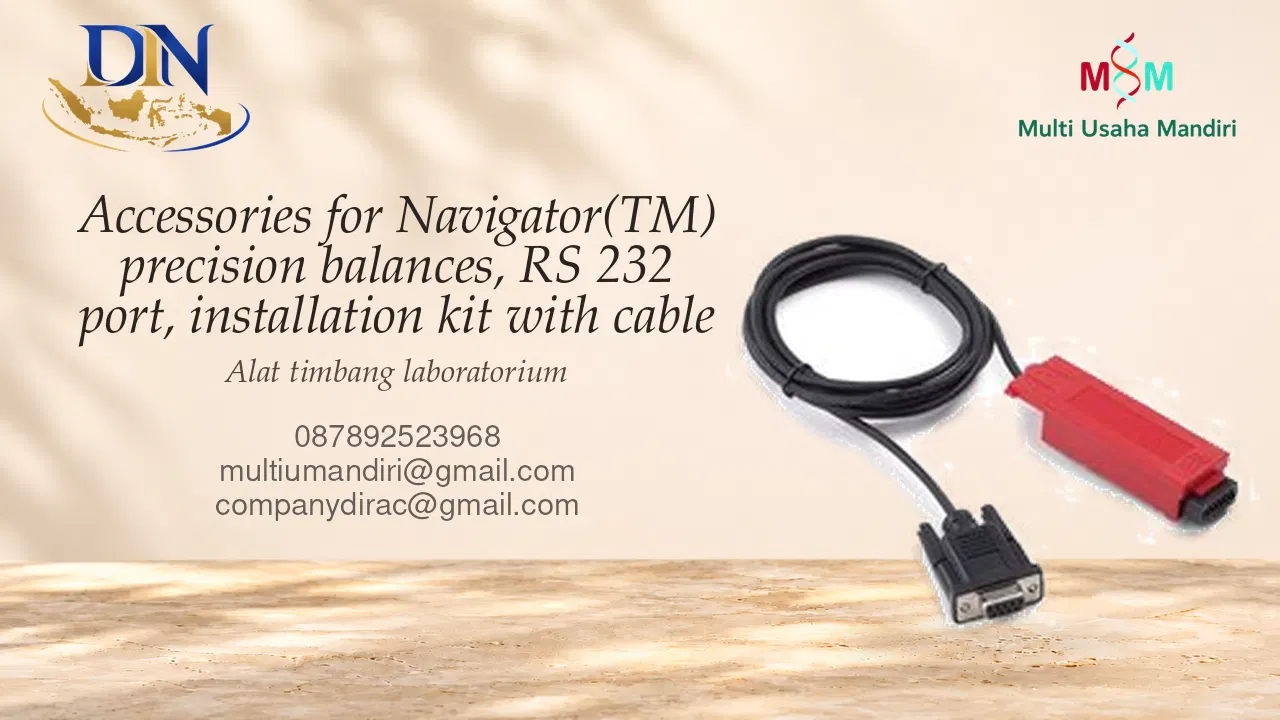 DIN
MSM
Multi Usaha Mandiri
Accessories for Navigator(TM)
precision balances, RS 232
port, installation kit with cable
Alat timbang laboratorium
087892523968
multiumandiri@gmail.com
companydirac@gmail.com